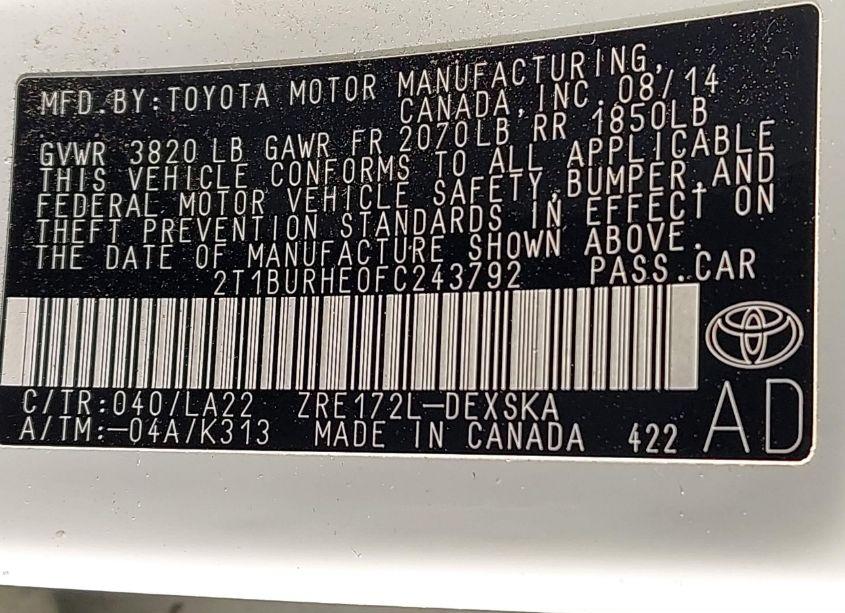 MFD.BY:TOYOTA MOTOR MANUFACTURING,
CANADA,INC. 08/14
GVWR 3820 LB GAWR FR 2070LB RR 1850LB
THIS VEHICLE CONFORMS TO ALL APPLICABLE
FEDERAL MOTOR VEHICLE SAFETY,BUMPER,AND
THEFT PREVENTION STANDARDS IN EFFECT ON
THE DATE OF MANUFACTURE SHOWN ABOVE.
2T1BURHE0FC243792 PASS.CAR
C/TR:040/LA22 ZRE172L-DEXSKA
A/TM:-04A/K313 MADE IN CANADA 422 AD